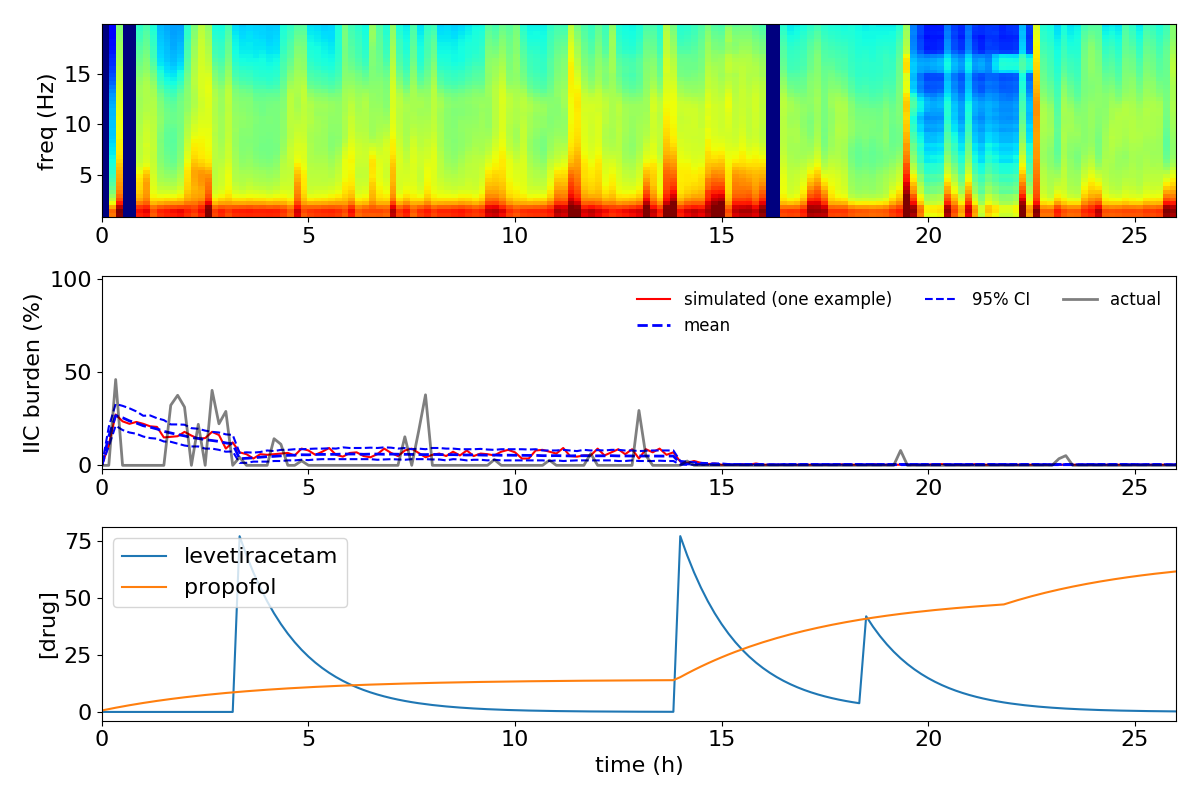 freq (Hz)
15
10
5
0 5 10 15 20 25
IIC burden (%)
100
50
0
simulated (one example) 95% CI actual
mean
0 5 10 15 20 25
[drug]
75
50
25
0
levetiracetam
propofol
0 5 10 15 20 25
time (h)